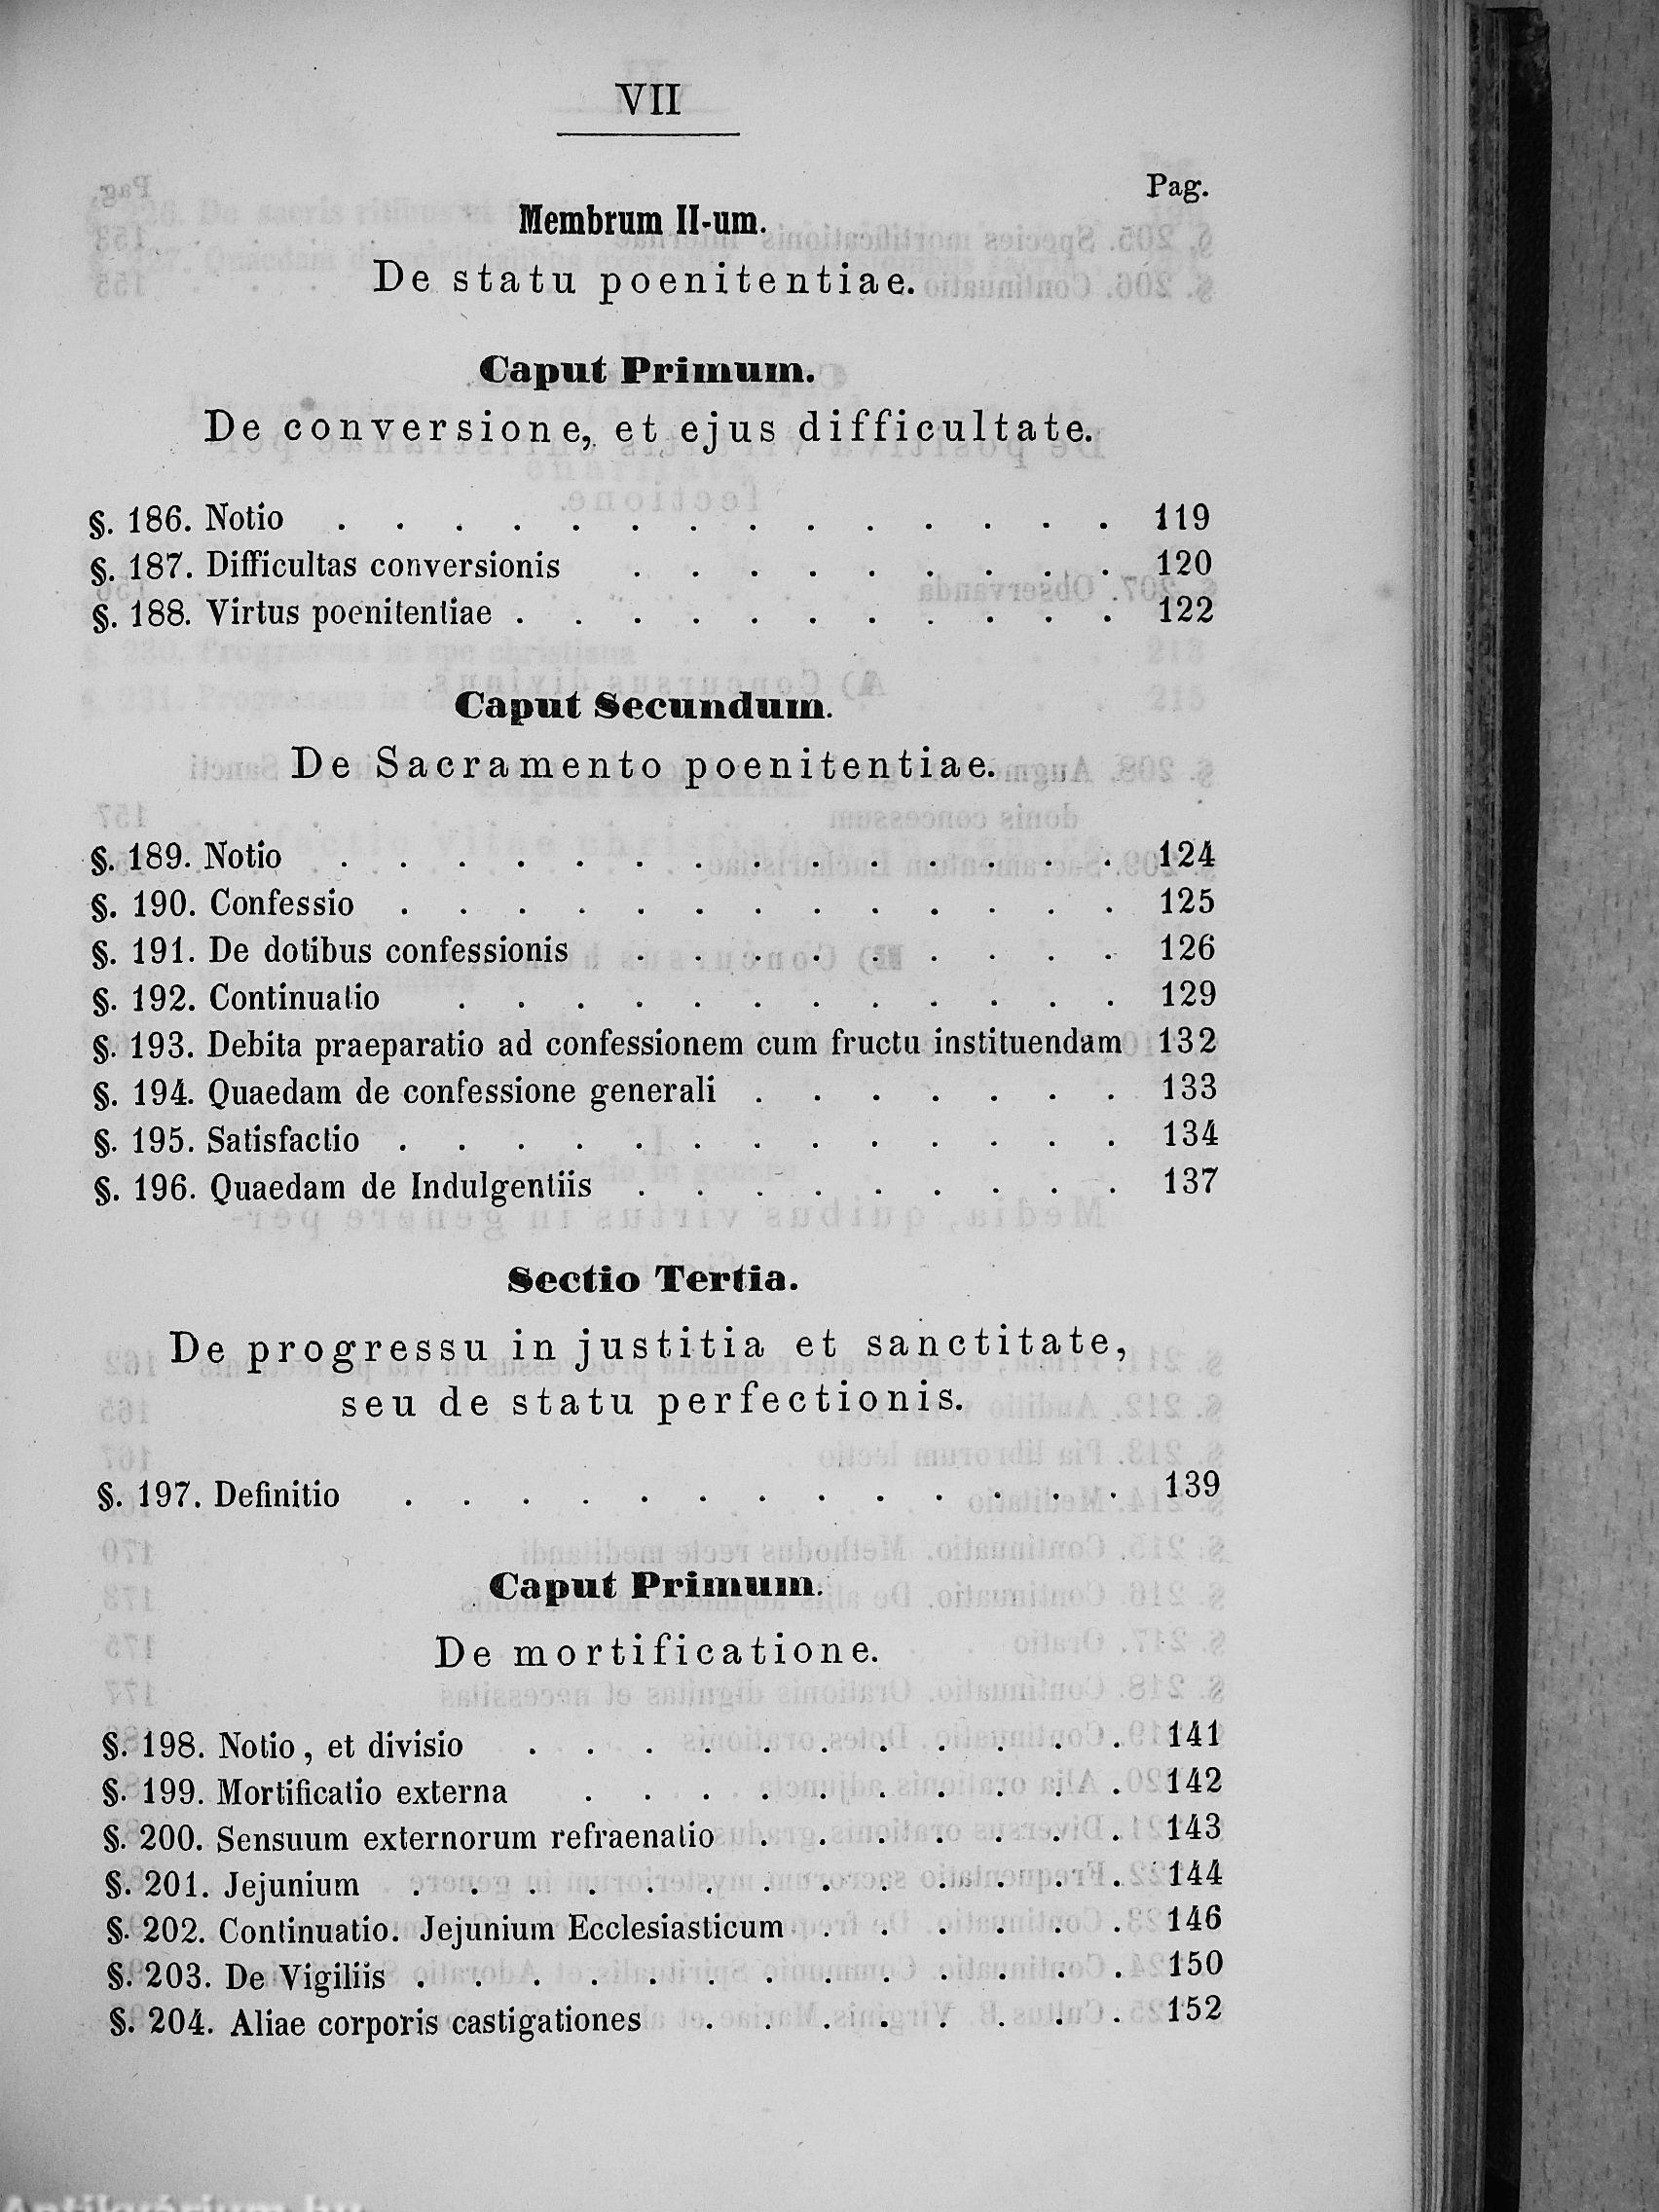 VII
Pag.
Membrum II-um.
De statu poenitentiae.
Caput Primum.
De conversione, et ejus difficultate.
§. 186. Notio . . . . . . . . . . . . . . 119
§. 187. Difficultas conversionis . . . . . . . . . 120
§. 188. Virtus poenitentiae . . . . . . . . . . . 122
Caput Secundum.
De Sacramento poenitentiae.
§. 189. Notio . . . . . . . . . . . . . . 124
§. 190. Confessio . . . . . . . . . . . . . 125
§. 191. De dotibus confessionis . . . . . . . . . 126
§. 192. Continuatio . . . . . . . . . . . . 129
§. 193. Debita praeparatio ad confessionem cum fructu instituendam 132
§. 194. Quaedam de confessione generali . . . . . . . 133
§. 195. Satisfactio . . . . . . . . . . . . . 134
§. 196. Quaedam de Indulgentiis . . . . . . . . . 137
Sectio Tertia.
De progressu in justitia et sanctitate,
seu de statu perfectionis.
§. 197. Definitio . . . . . . . . . . . . . 139
Caput Primum.
De mortificatione.
§. 198. Notio, et divisio . . . . . . . . . . . 141
§. 199. Mortificatio externa . . . . . . . . . . 142
§. 200. Sensuum externorum refraenatio . . . . . . . 143
§. 201. Jejunium . . . . . . . . . . . . . 144
§. 202. Continuatio. Jejunium Ecclesiasticum . . . . . . 146
§. 203. De Vigiliis . . . . . . . . . . . . . 150
§. 204. Aliae corporis castigationes . . . . . . . . 152